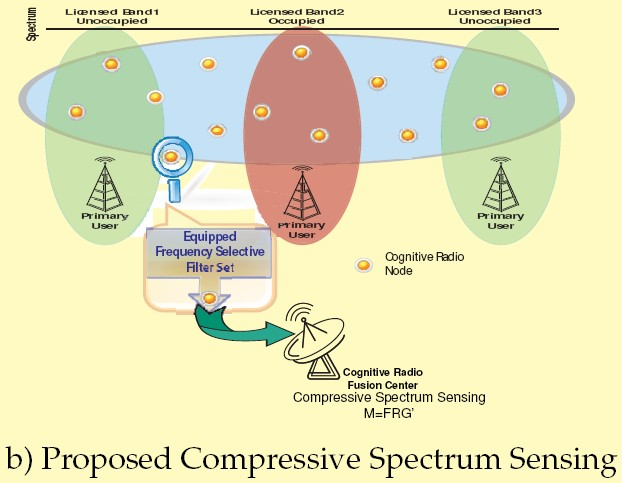 Spectrum
Licensed Band1
Unoccupied
Licensed Band2
Occupied
Licensed Band3
Unoccupied
Primary
User
Primary
User
Primary
User
Equipped
Frequency Selective
Filter Set
Cognitive Radio
Node
Cognitive Radio
Fusion Center
Compressive Spectrum Sensing
M=FRG'
b) Proposed Compressive Spectrum Sensing